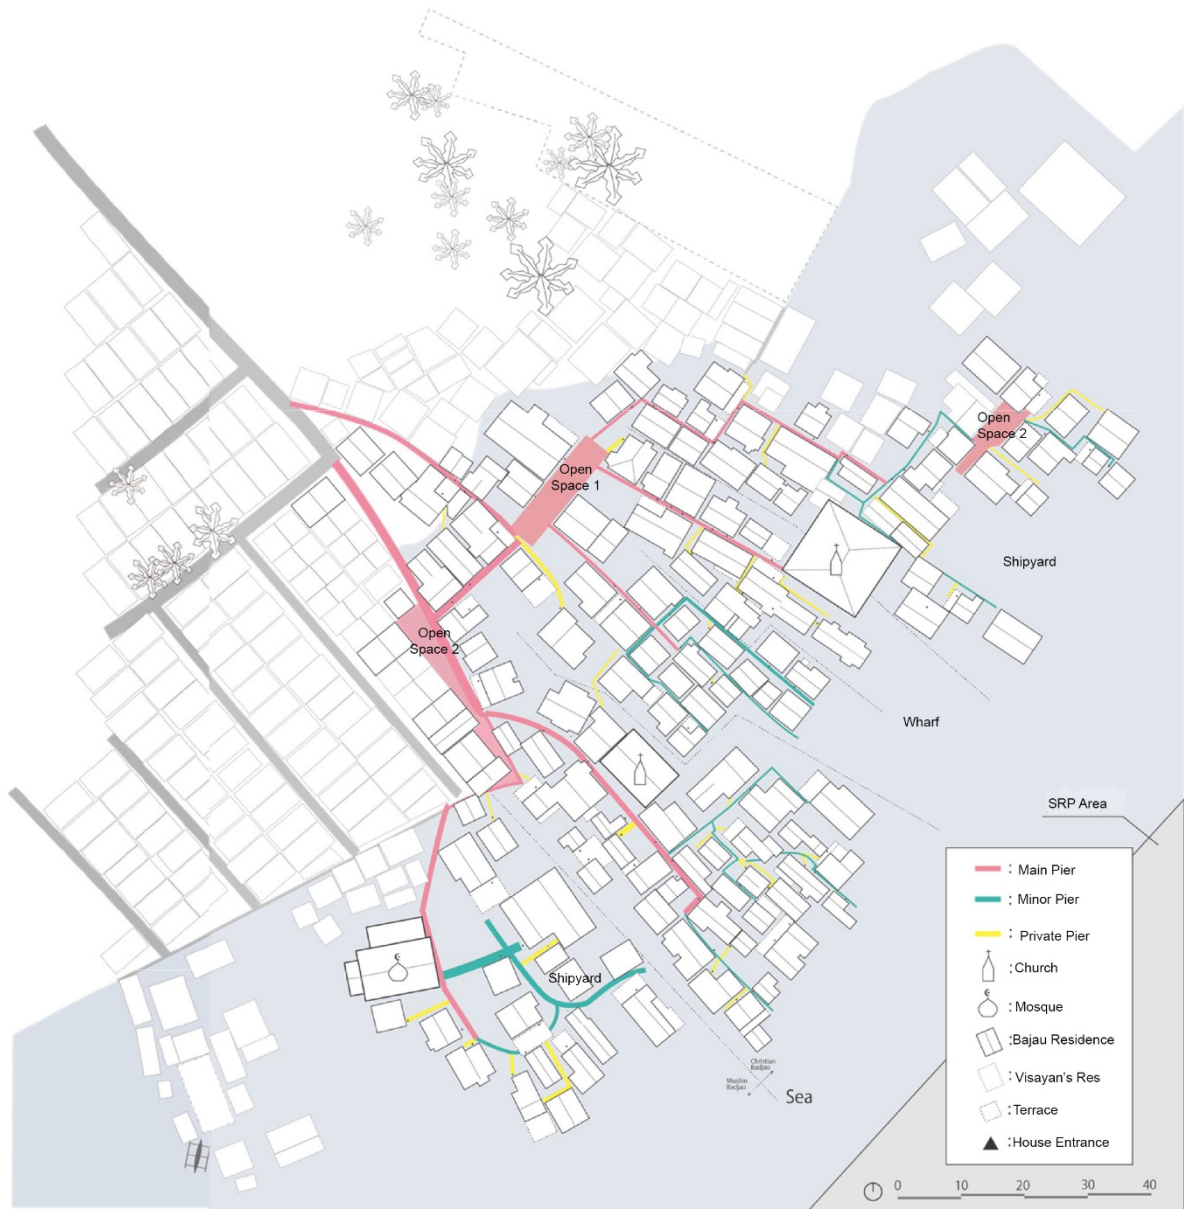 Open
Space 2
Open
Space 1
Shipyard
Open
Space 2
Wharf
SRP Area
: Main Pier
: Minor Pier
: Private Pier
: Church
: Mosque
: Bajau Residence
: Visayan's Res
: Terrace
: House Entrance
Shipyard
Christian
Badjao
Muslim
Badjao
Sea
0 10 20 30 40